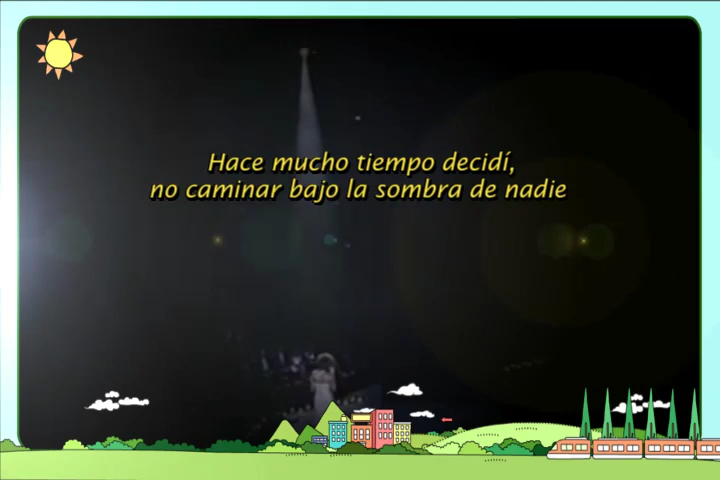 Hace mucho tiempo decidí,
no caminar bajo la sombra de nadie